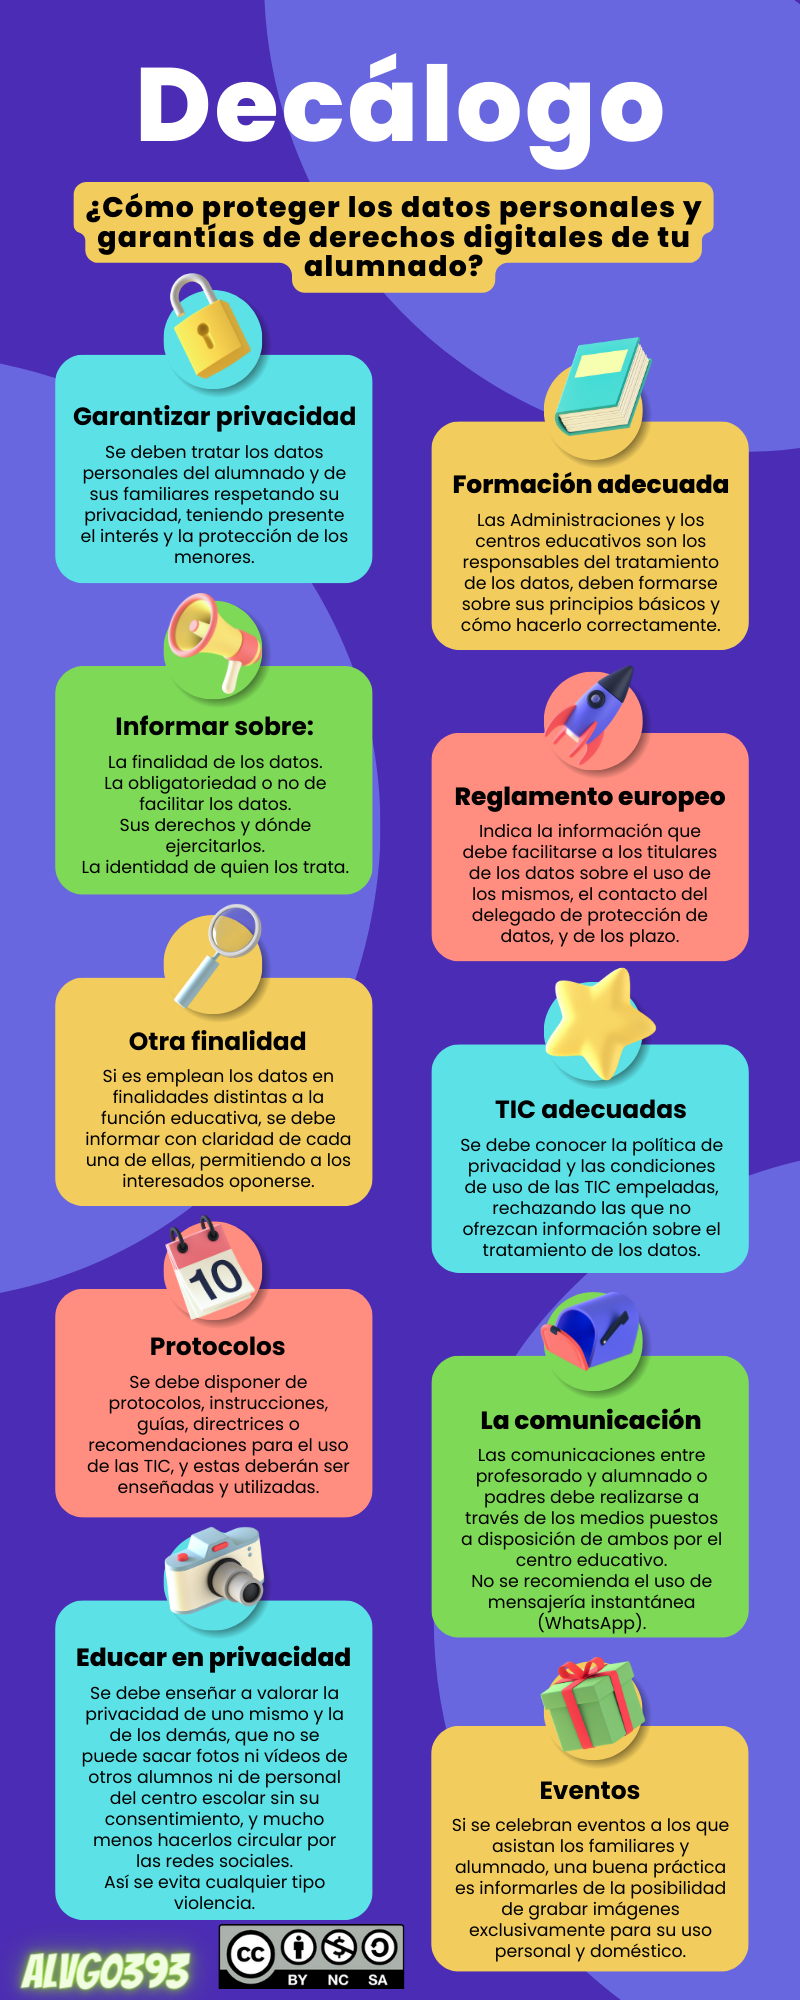 Decálogo
¿Cómo proteger los datos personales y
garantías de derechos digitales de tu
alumnado?
Garantizar privacidad
Se deben tratar los datos
personales del alumnado y de
sus familiares respetando su
privacidad, teniendo presente
el interés y la protección de los
menores.
Formación adecuada
Las Administraciones y los
centros educativos son los
responsables del tratamiento
de los datos, deben formarse
sobre sus principios básicos y
cómo hacerlo correctamente.
Informar sobre:
La finalidad de los datos.
La obligatoriedad o no de
facilitar los datos.
Sus derechos y dónde
ejercitarlos.
La identidad de quien los trata.
Reglamento europeo
Indica la información que
debe facilitarse a los titulares
de los datos sobre el uso de
los mismos, el contacto del
delegado de protección de
datos, y de los plazo.
Otra finalidad
Si es emplean los datos en
finalidades distintas a la
función educativa, se debe
informar con claridad de cada
una de ellas, permitiendo a los
interesados oponerse.
TIC adecuadas
Se debe conocer la política de
privacidad y las condiciones
de uso de las TIC empeladas,
rechazando las que no
ofrezcan información sobre el
tratamiento de los datos.
10
Protocolos
Se debe disponer de
protocolos, instrucciones,
guías, directrices o
recomendaciones para el uso
de las TIC, y estas deberán ser
enseñadas y utilizadas.
La comunicación
Las comunicaciones entre
profesorado y alumnado o
padres debe realizarse a
través de los medios puestos
a disposición de ambos por el
centro educativo.
No se recomienda el uso de
mensajería instantánea
(WhatsApp).
Educar en privacidad
Se debe enseñar a valorar la
privacidad de uno mismo y la
de los demás, que no se
puede sacar fotos ni vídeos de
otros alumnos ni de personal
del centro escolar sin su
consentimiento, y mucho
menos hacerlos circular por
las redes sociales.
Así se evita cualquier tipo
violencia.
Eventos
Si se celebran eventos a los que
asistan los familiares y
alumnado, una buena práctica
es informarles de la posibilidad
de grabar imágenes
exclusivamente para su uso
personal y doméstico.
ALVGO393
cc
BY NC SA